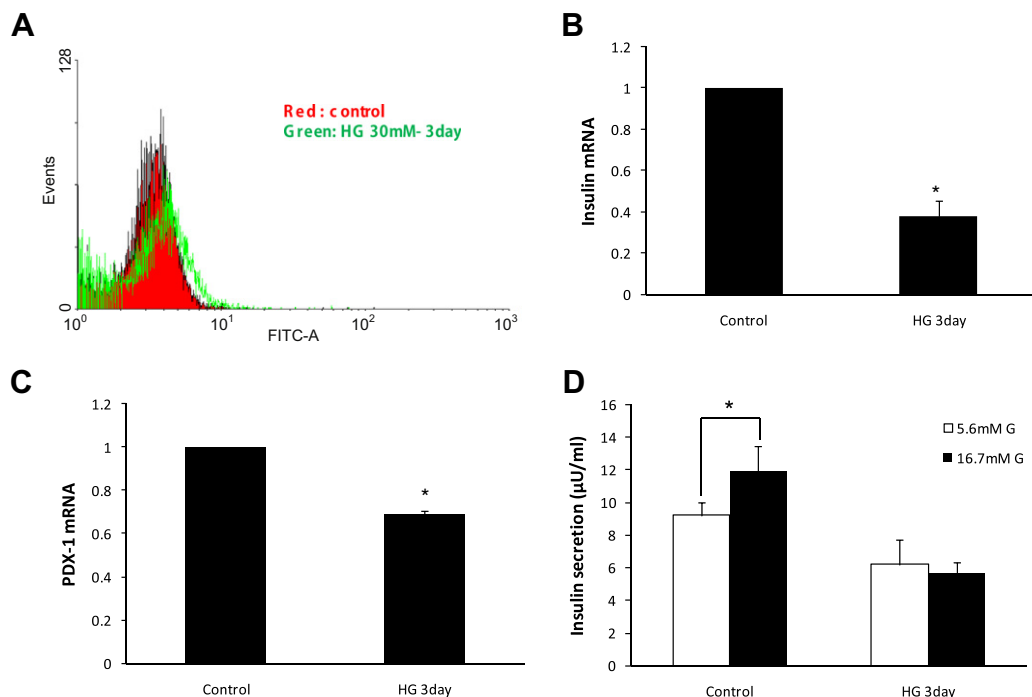 A
128
Events
0
Red: control
Green: HG 30mM- 3day
10⁰
10¹
10²
10³
FITC-A
B
1.2
1
0.8
0.6
0.4
0.2
0
Insulin mRNA
*
Control
HG 3day
C
1.2
1
0.8
0.6
0.4
0.2
0
PDX-1 mRNA
*
Control
HG 3day
D
16
14
12
10
8
6
4
2
0
Insulin secretion (µU/ml)
*
5.6mM G
16.7mM G
Control
HG 3day